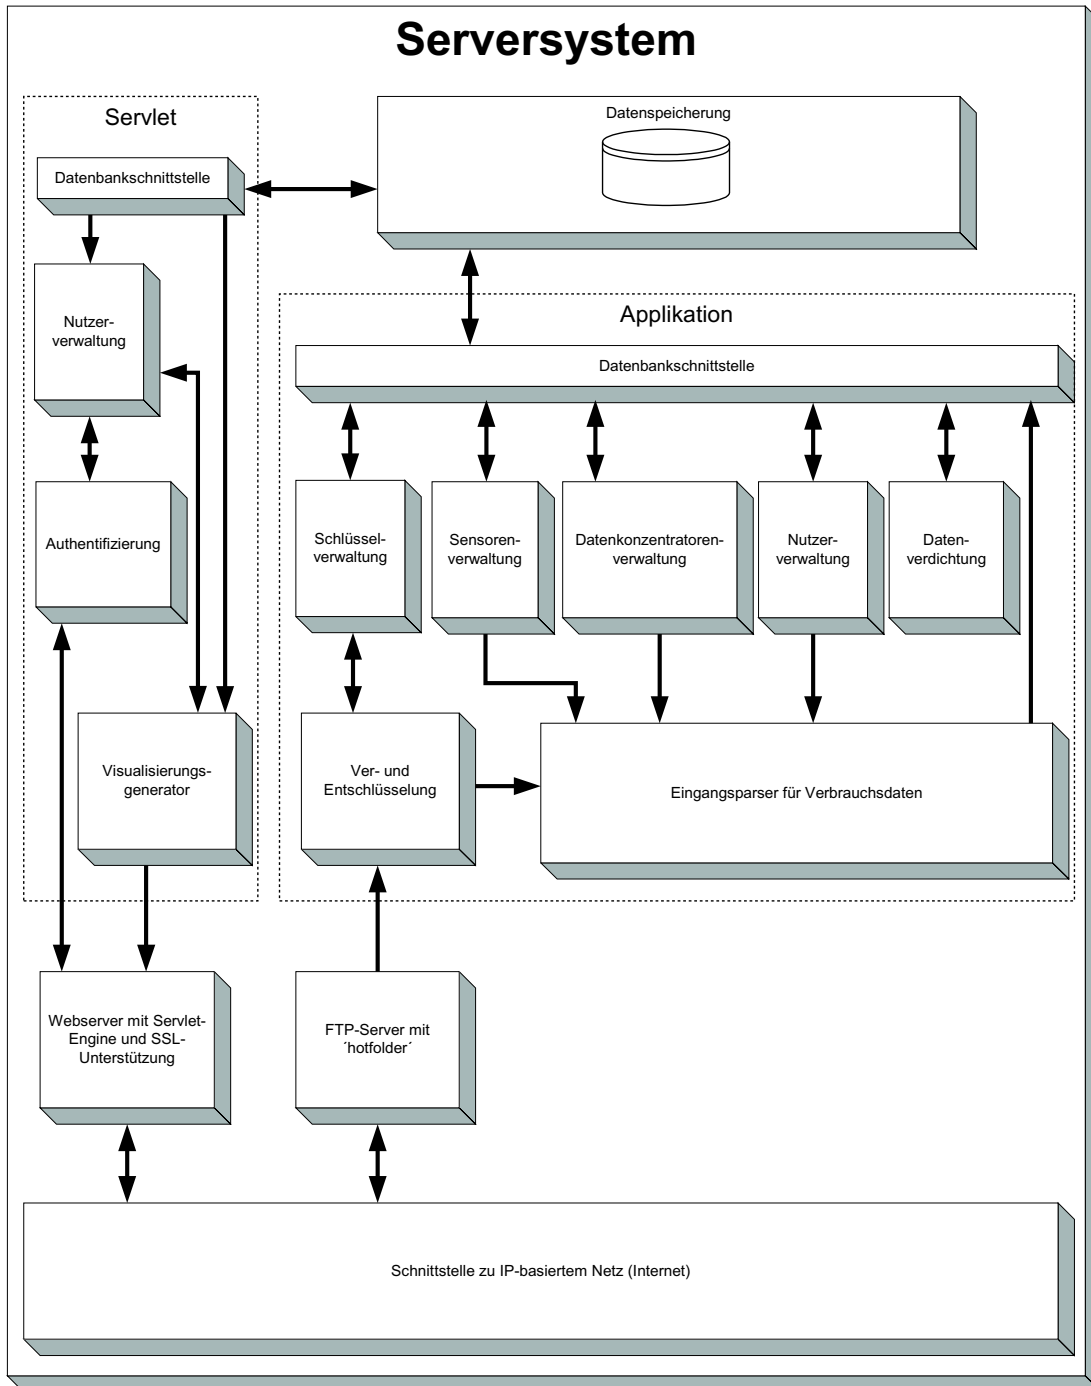 Serversystem
Servlet
Datenspeicherung
Datenbankschnittstelle
Nutzer-
verwaltung
Applikation
Datenbankschnittstelle
Authentifizierung
Schlüssel-
verwaltung
Sensoren-
verwaltung
Datenkonzentratoren-
verwaltung
Nutzer-
verwaltung
Daten-
verdichtung
Visualisierungs-
generator
Ver- und
Entschlüsselung
Eingangsparser für Verbrauchsdaten
Webserver mit Servlet-
Engine und SSL-
Unterstützung
FTP-Server mit
´hotfolder´
Schnittstelle zu IP-basiertem Netz (Internet)